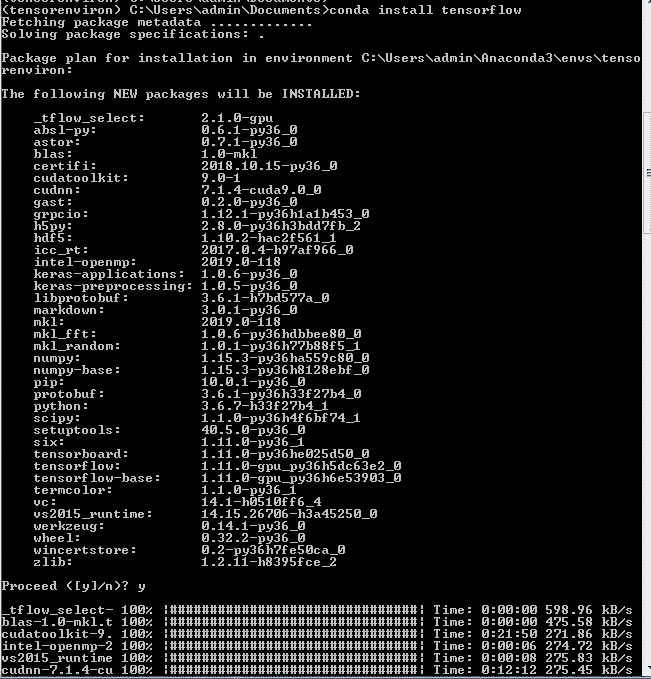 (tensorenviron) C:\Users\admin\Documents>conda install tensorflow
Fetching package metadata .............
Solving package specifications: .
Package plan for installation in environment C:\Users\admin\Anaconda3\envs\tenso
renviron:
The following NEW packages will be INSTALLED:
_tflow_select: 2.1.0-gpu
absl-py: 0.6.1-py36_0
astor: 0.7.1-py36_0
blas: 1.0-mkl
certifi: 2018.10.15-py36_0
cudatoolkit: 9.0-1
cudnn: 7.1.4-cuda9.0_0
gast: 0.2.0-py36_0
grpcio: 1.12.1-py36h1a1b453_0
h5py: 2.8.0-py36h3bdd7fb_2
hdf5: 1.10.2-hac2f561_1
icc_rt: 2017.0.4-h97af966_0
intel-openmp: 2019.0-118
keras-applications: 1.0.6-py36_0
keras-preprocessing: 1.0.5-py36_0
libprotobuf: 3.6.1-h7bd577a_0
markdown: 3.0.1-py36_0
mkl: 2019.0-118
mkl_fft: 1.0.6-py36hdbbee80_0
mkl_random: 1.0.1-py36h77b88f5_1
numpy: 1.15.3-py36ha559c80_0
numpy-base: 1.15.3-py36h8128ebf_0
pip: 10.0.1-py36_0
protobuf: 3.6.1-py36h33f27b4_0
python: 3.6.7-h33f27b4_1
scipy: 1.1.0-py36h4f6bf74_1
setuptools: 40.5.0-py36_0
six: 1.11.0-py36_1
tensorboard: 1.11.0-py36he025d50_0
tensorflow: 1.11.0-gpu_py36h5dc63e2_0
tensorflow-base: 1.11.0-gpu_py36h6e53903_0
termcolor: 1.1.0-py36_1
vc: 14.1-h0510ff6_4
vs2015_runtime: 14.15.26706-h3a45250_0
werkzeug: 0.14.1-py36_0
wheel: 0.32.2-py36_0
wincertstore: 0.2-py36h7fe50ca_0
zlib: 1.2.11-h8395fce_2
Proceed ([y]/n)? y
_tflow_select- 100% |###############################| Time: 0:00:00 598.96 kB/s
blas-1.0-mkl.t 100% |###############################| Time: 0:00:00 475.58 kB/s
cudatoolkit-9. 100% |###############################| Time: 0:21:50 271.86 kB/s
intel-openmp-2 100% |###############################| Time: 0:00:06 274.72 kB/s
vs2015_runtime 100% |###############################| Time: 0:00:08 275.83 kB/s
cudnn-7.1.4-cu 100% |###############################| Time: 0:12:12 275.45 kB/s